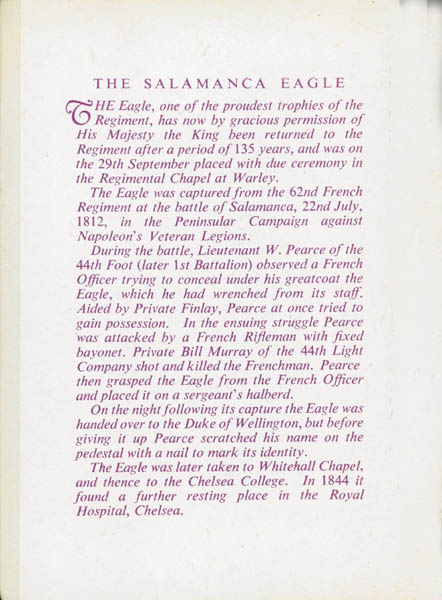 THE SALAMANCA EAGLE
THE Eagle, one of the proudest trophies of the
Regiment, has now by gracious permission of
His Majesty the King been returned to the
Regiment after a period of 135 years, and was on
the 29th September placed with due ceremony in
the Regimental Chapel at Warley.
The Eagle was captured from the 62nd French
Regiment at the battle of Salamanca, 22nd July,
1812, in the Peninsular Campaign against
Napoleon's Veteran Legions.
During the battle, Lieutenant W. Pearce of the
44th Foot (later 1st Battalion) observed a French
Officer trying to conceal under his greatcoat the
Eagle, which he had wrenched from its staff.
Aided by Private Finlay, Pearce at once tried to
gain possession. In the ensuing struggle Pearce
was attacked by a French Rifleman with fixed
bayonet. Private Bill Murray of the 44th Light
Company shot and killed the Frenchman. Pearce
then grasped the Eagle from the French Officer
and placed it on a sergeant's halberd.
On the night following its capture the Eagle was
handed over to the Duke of Wellington, but before
giving it up Pearce scratched his name on the
pedestal with a nail to mark its identity.
The Eagle was later taken to Whitehall Chapel,
and thence to the Chelsea College. In 1844 it
found a further resting place in the Royal
Hospital, Chelsea.